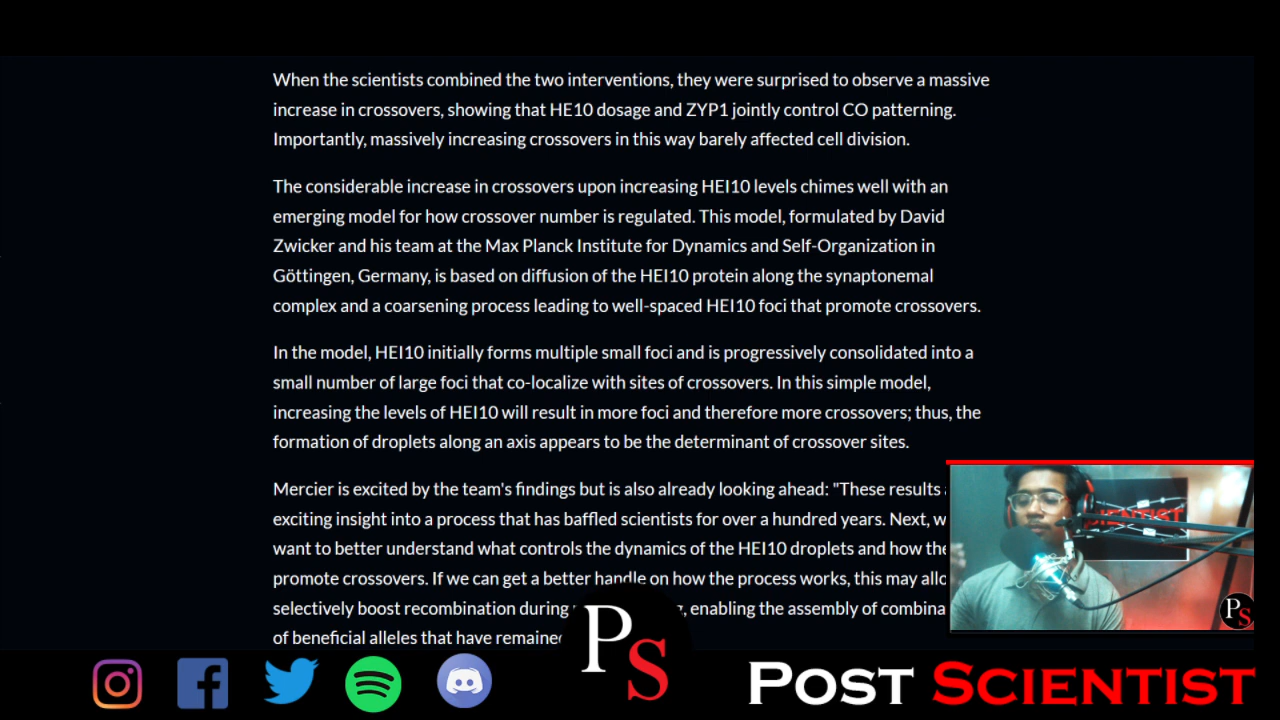 When the scientists combined the two interventions, they were surprised to observe a massive
increase in crossovers, showing that HE10 dosage and ZYP1 jointly control CO patterning.
Importantly, massively increasing crossovers in this way barely affected cell division.
The considerable increase in crossovers upon increasing HEI10 levels chimes well with an
emerging model for how crossover number is regulated. This model, formulated by David
Zwicker and his team at the Max Planck Institute for Dynamics and Self-Organization in
Göttingen, Germany, is based on diffusion of the HEI10 protein along the synaptonemal
complex and a coarsening process leading to well-spaced HEI10 foci that promote crossovers.
In the model, HEI10 initially forms multiple small foci and is progressively consolidated into a
small number of large foci that co-localize with sites of crossovers. In this simple model,
increasing the levels of HEI10 will result in more foci and therefore more crossovers; thus, the
formation of droplets along an axis appears to be the determinant of crossover sites.
Mercier is excited by the team's findings but is also already looking ahead: "These results
exciting insight into a process that has baffled scientists for over a hundred years. Next,
want to better understand what controls the dynamics of the HEI10 droplets and how
promote crossovers. If we can get a better handle on how the process works, this may
selectively boost recombination during enabling the assembly of
of beneficial alleles that have
PS
PS
POST SCIENTIST